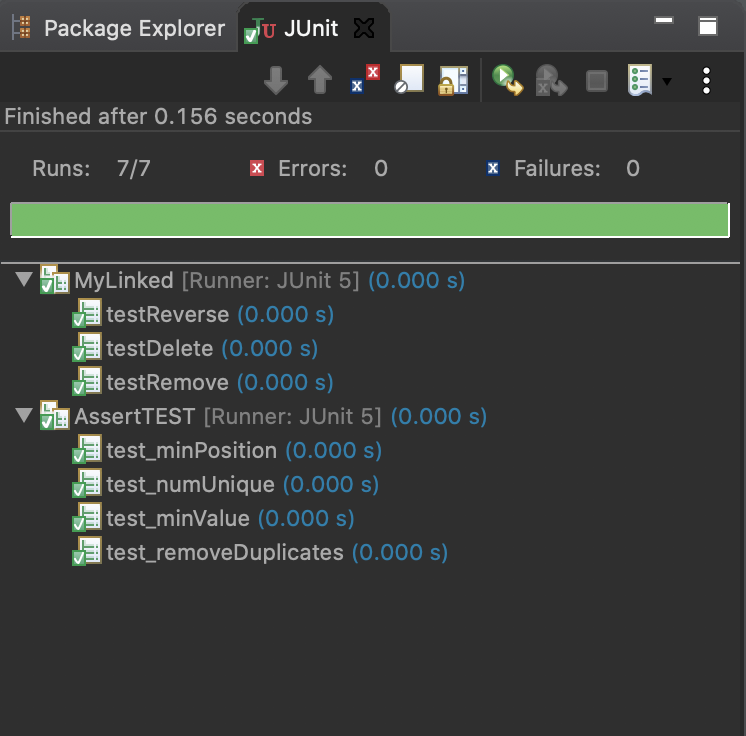 Package Explorer JUnit
Finished after 0.156 seconds
Runs: 7/7 Errors: 0 Failures: 0
MyLinked [Runner: JUnit 5] (0.000 s)
testReverse (0.000 s)
testDelete (0.000 s)
testRemove (0.000 s)
AssertTEST [Runner: JUnit 5] (0.000 s)
test_minPosition (0.000 s)
test_numUnique (0.000 s)
test_minValue (0.000 s)
test_removeDuplicates (0.000 s)